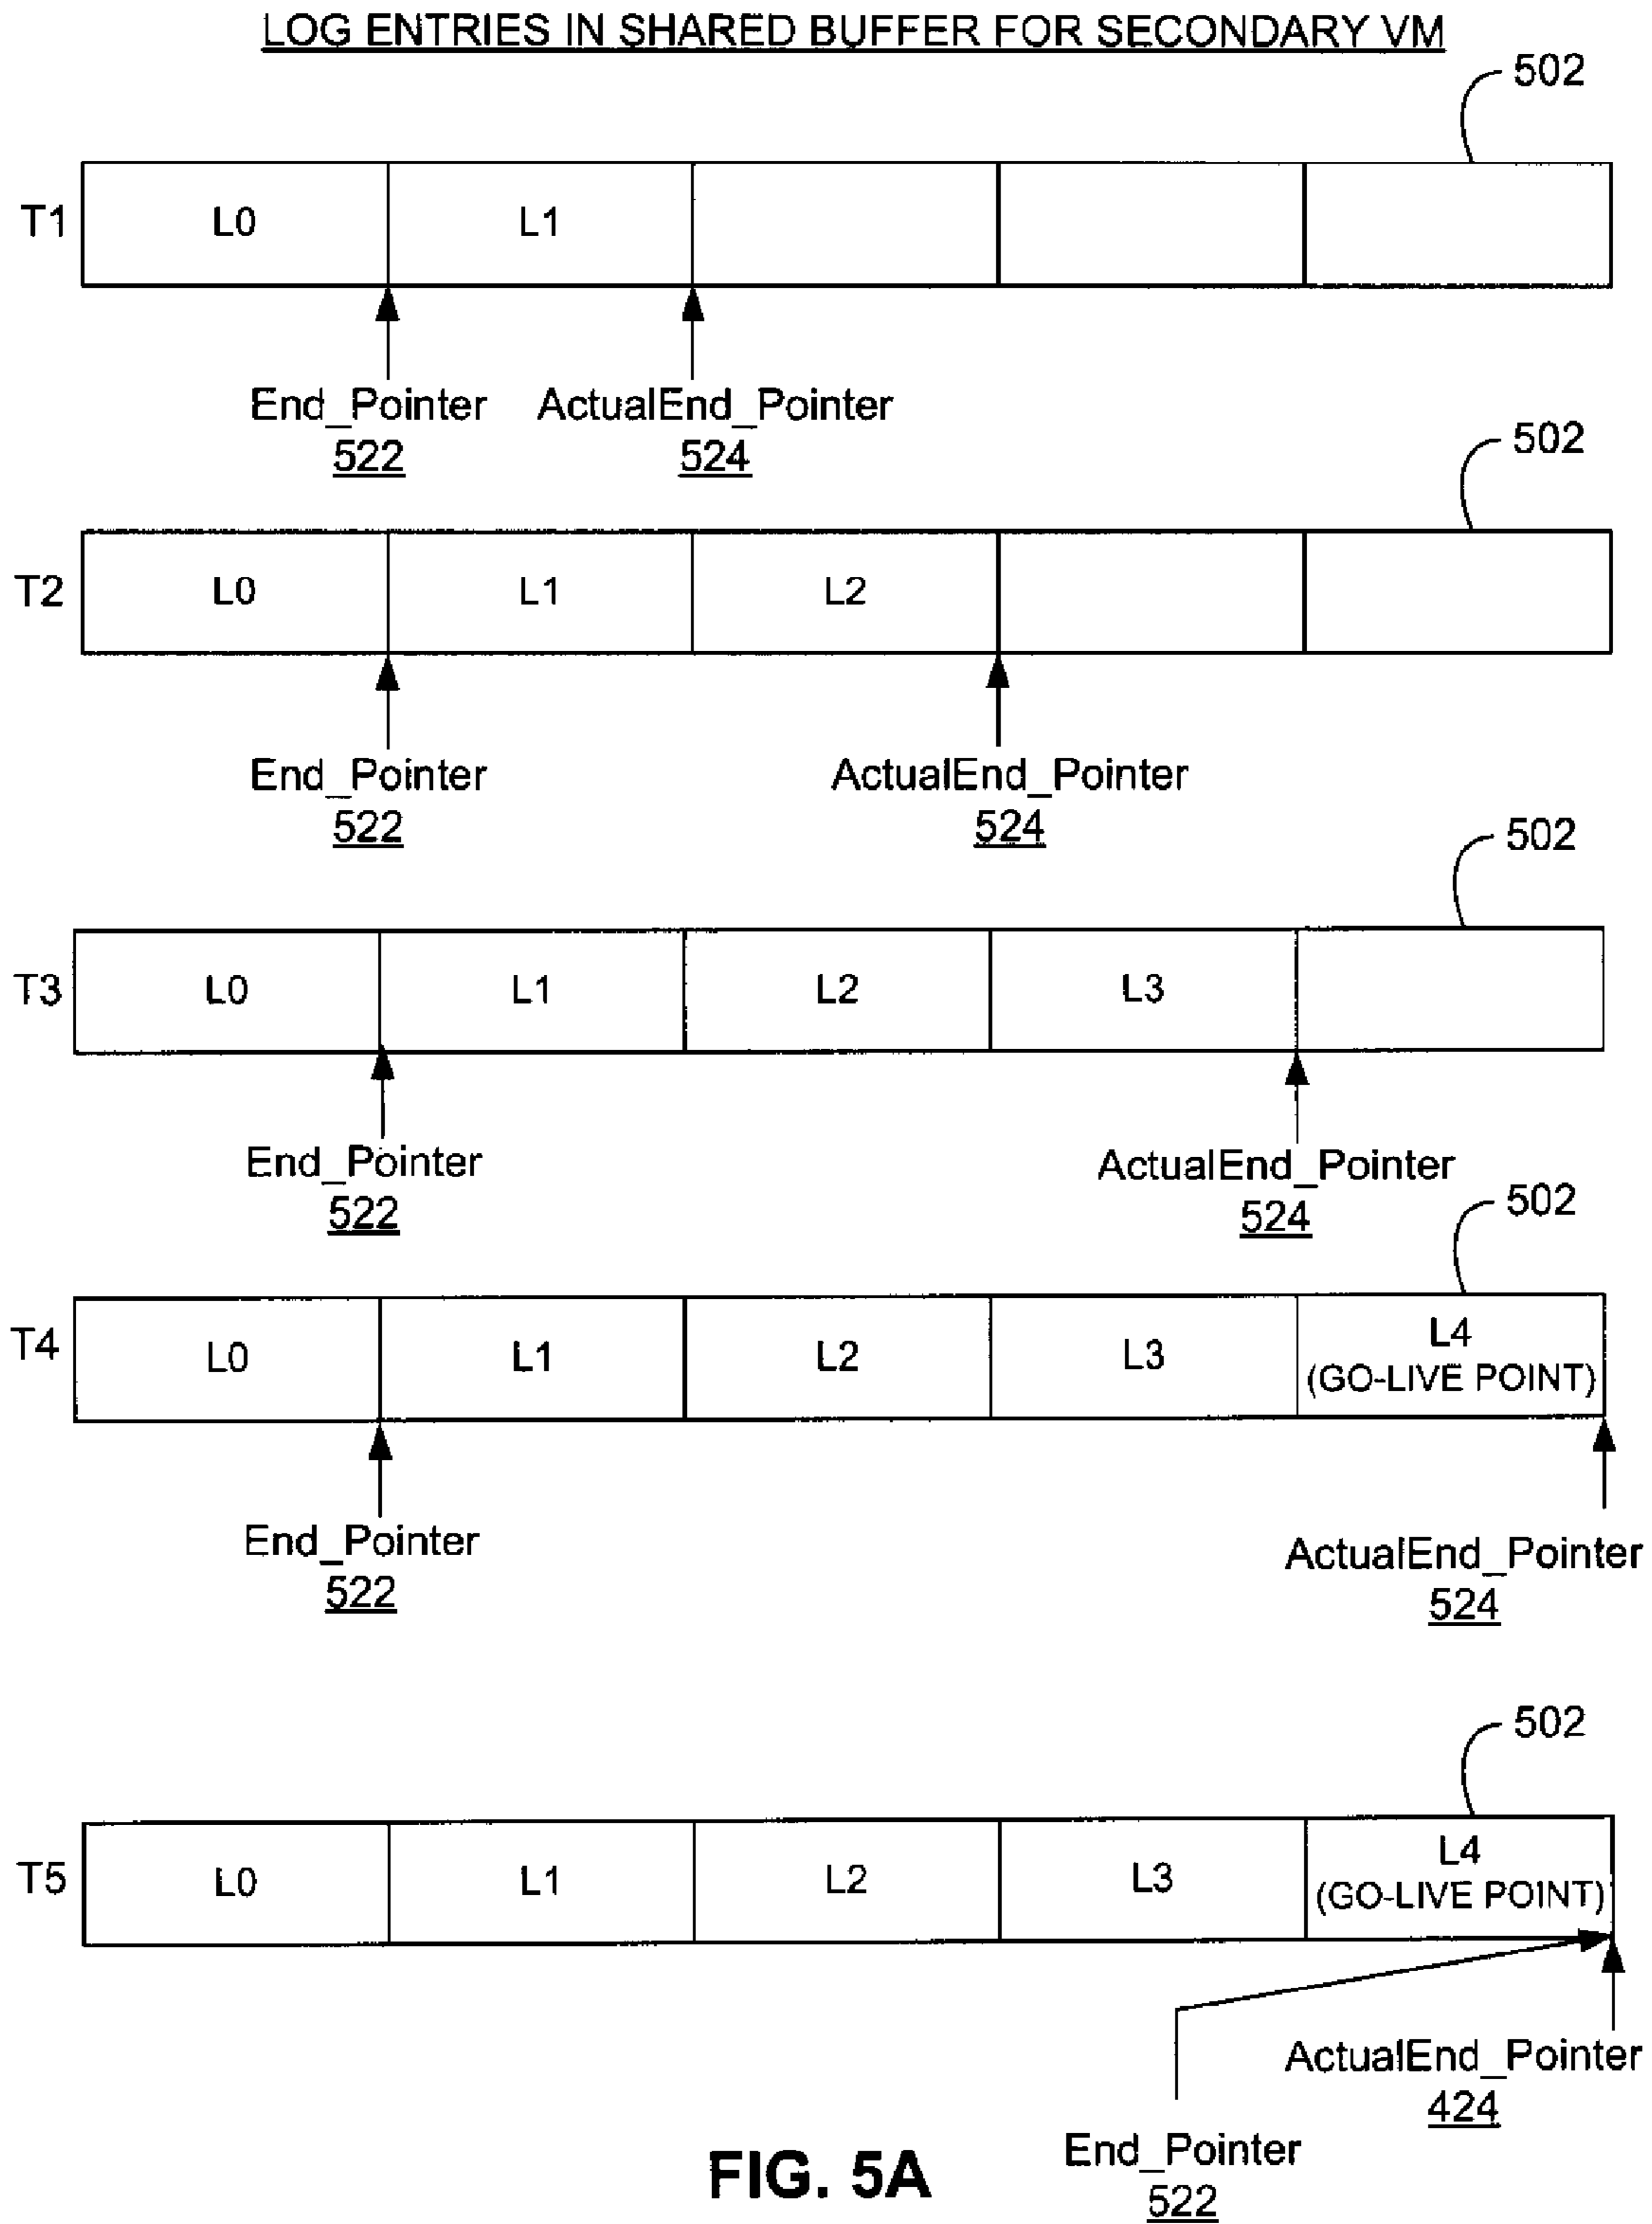 LOG ENTRIES IN SHARED BUFFER FOR SECONDARY VM
502
T1 L0 L1
End_Pointer ActualEnd_Pointer
522 524
502
T2 L0 L1 L2
End_Pointer ActualEnd_Pointer
522 524
502
T3 L0 L1 L2 L3
End_Pointer ActualEnd_Pointer
522 524
502
T4 L0 L1 L2 L3 L4
(GO-LIVE POINT)
End_Pointer ActualEnd_Pointer
522 524
502
T5 L0 L1 L2 L3 L4
(GO-LIVE POINT)
ActualEnd_Pointer
424
End_Pointer
522
FIG. 5A